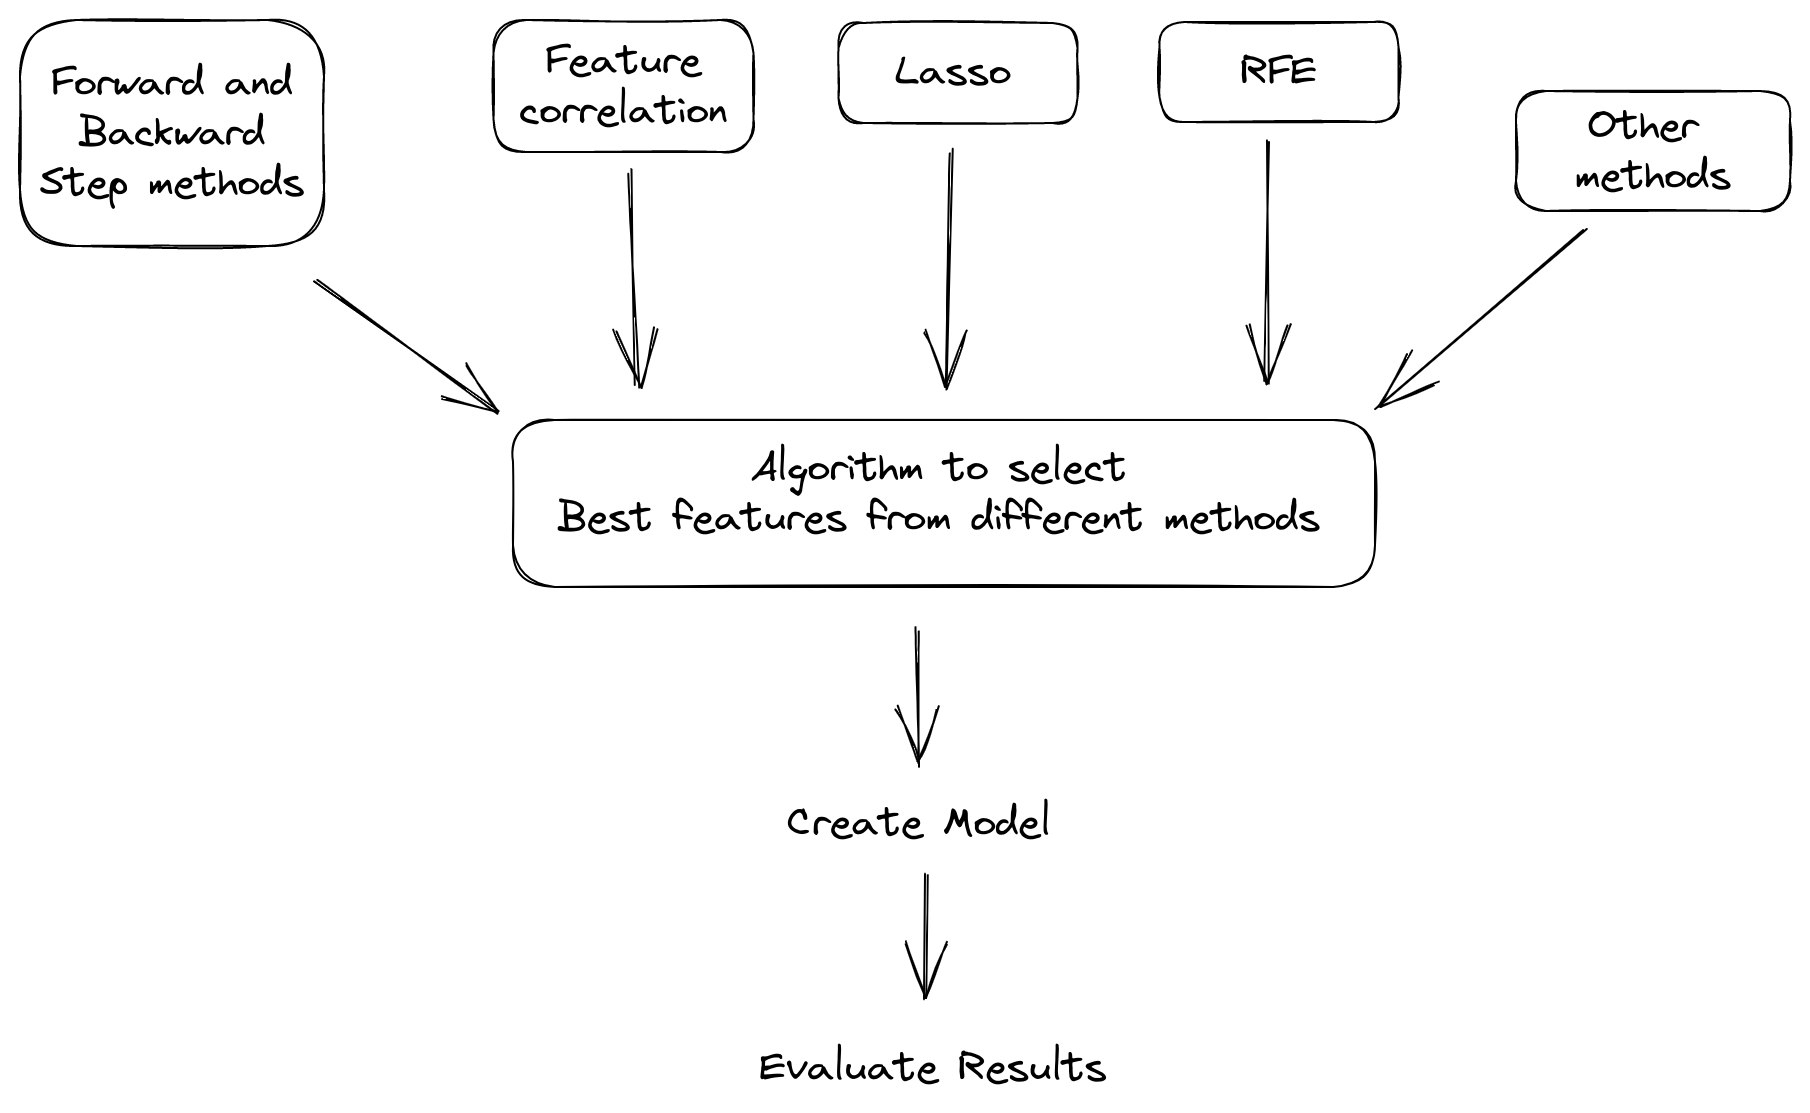 Forward and
Backward
Step methods
Feature
correlation
Lasso
RFE
Other
methods
Algorithm to select
Best features from different methods
Create Model
Evaluate Results